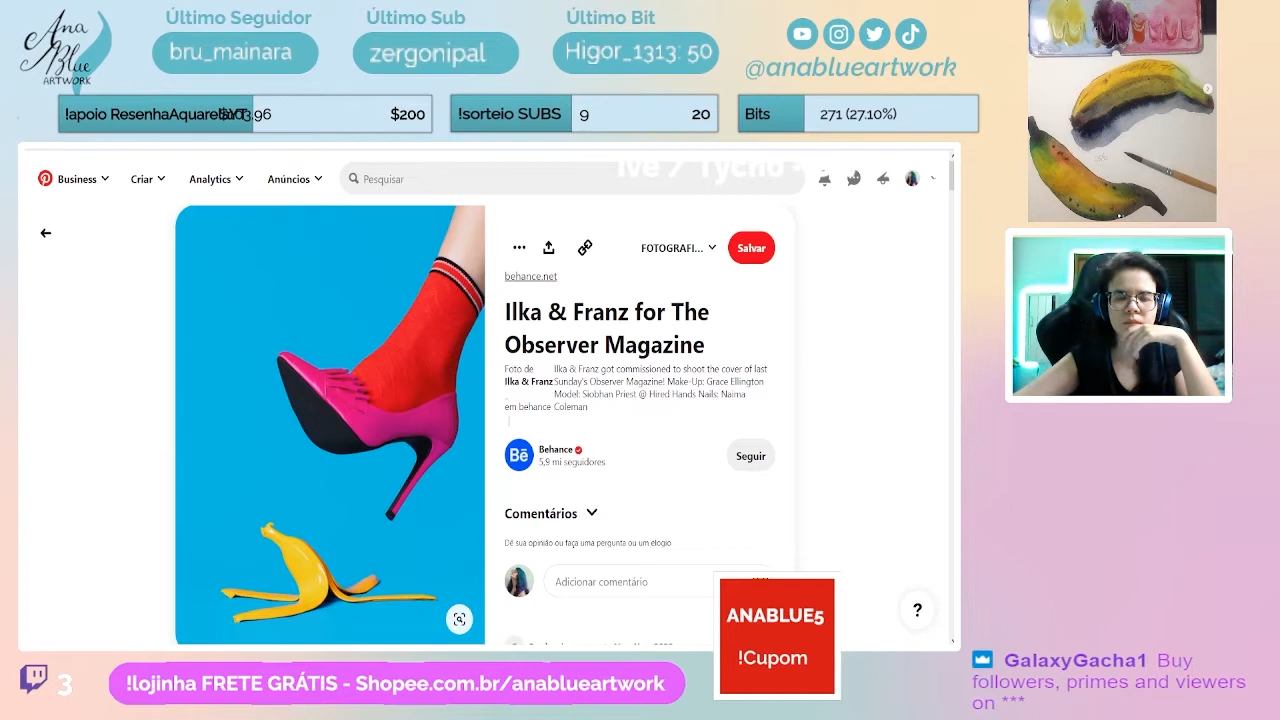 Ana
Blue
ARTWORK
Último Seguidor
bru_mainara
Último Sub
zergonipal
Último Bit
Higor_1313: 50
@anablueartwork
!apoio ResenhaAquarelaYT
$200
!sorteio SUBS
9
20
Bits
271 (27.10%)
Business
Criar
Analytics
Anúncios
Pesquisar
FOTOGRAFI...
Salvar
behance.net
Ilka & Franz for The
Observer Magazine
Foto de
Ilka & Franz
em behance
Ilka & Franz got commissioned to shoot the cover of last
Sunday's Observer Magazine! Make-Up: Grace Ellington
Model: Siobhan Priest @ Hired Hands Nails: Naima
Coleman
Bē
Behance
5,9 mi seguidores
Seguir
Comentários
Dê sua opinião ou faça uma pergunta ou um elogio
Adicionar comentário
ANABLUE5
!Cupom
?
3
!lojinha FRETE GRÁTIS - Shopee.com.br/anablueartwork
GalaxyGacha1 Buy
followers, primes and viewers
on ***